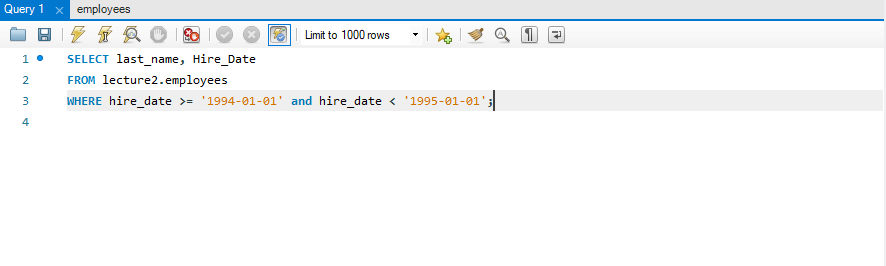 Query 1 employees
Limit to 1000 rows
1 SELECT last_name, Hire_Date
2 FROM lecture2.employees
3 WHERE hire_date >= '1994-01-01' and hire_date < '1995-01-01';
4